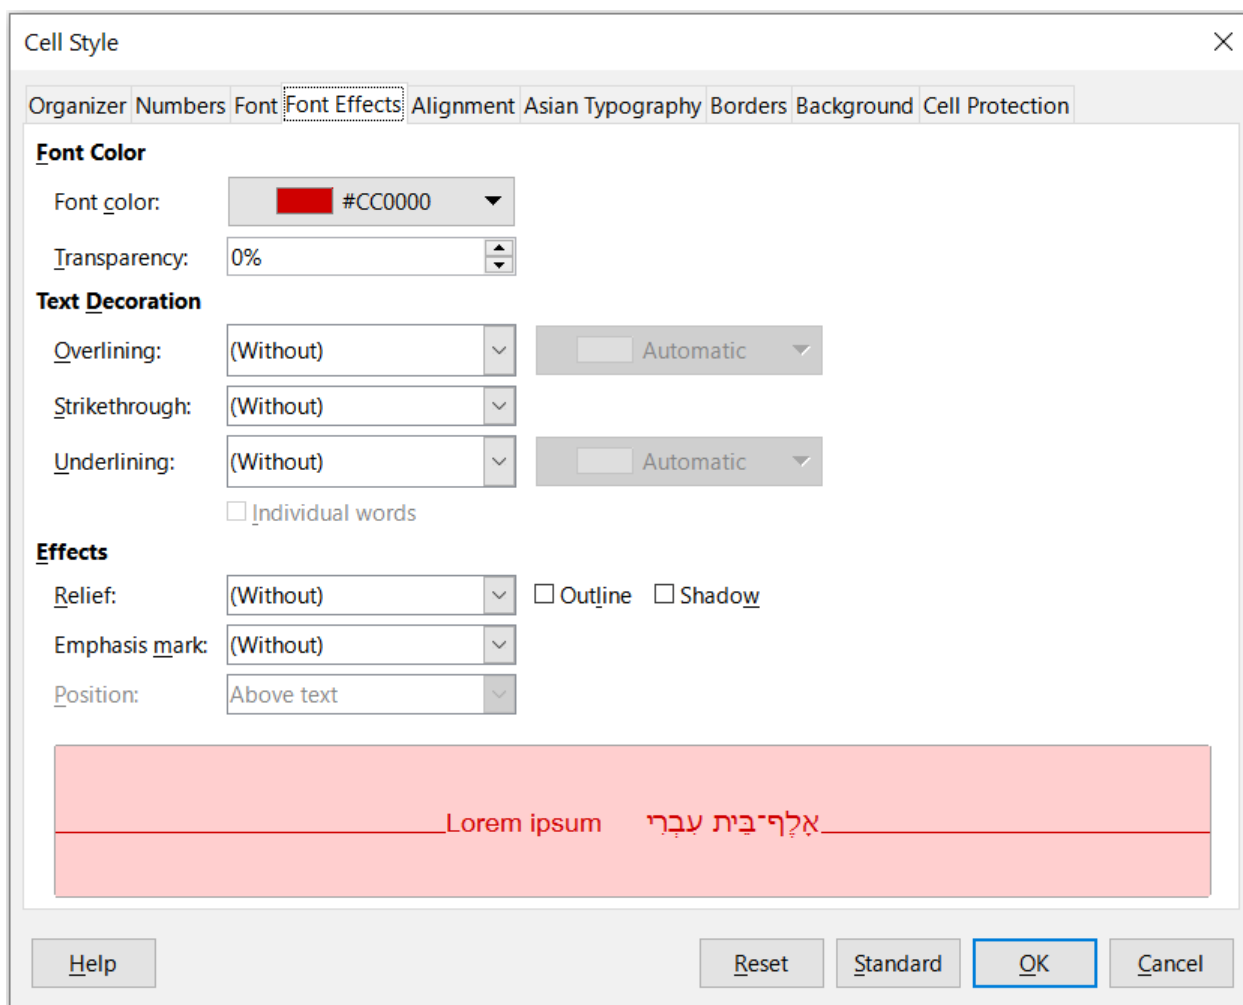 Cell Style
Organizer Numbers Font Font Effects Alignment Asian Typography Borders Background Cell Protection
Font Color
Font color: #CC0000
Transparency: 0%
Text Decoration
Overlining: (Without) Automatic
Strikethrough: (Without)
Underlining: (Without) Automatic
Individual words
Effects
Relief: (Without) Outline Shadow
Emphasis mark: (Without)
Position: Above text
Lorem ipsum אָלֶף־בֵּית עִבְרִי
Help Reset Standard OK Cancel